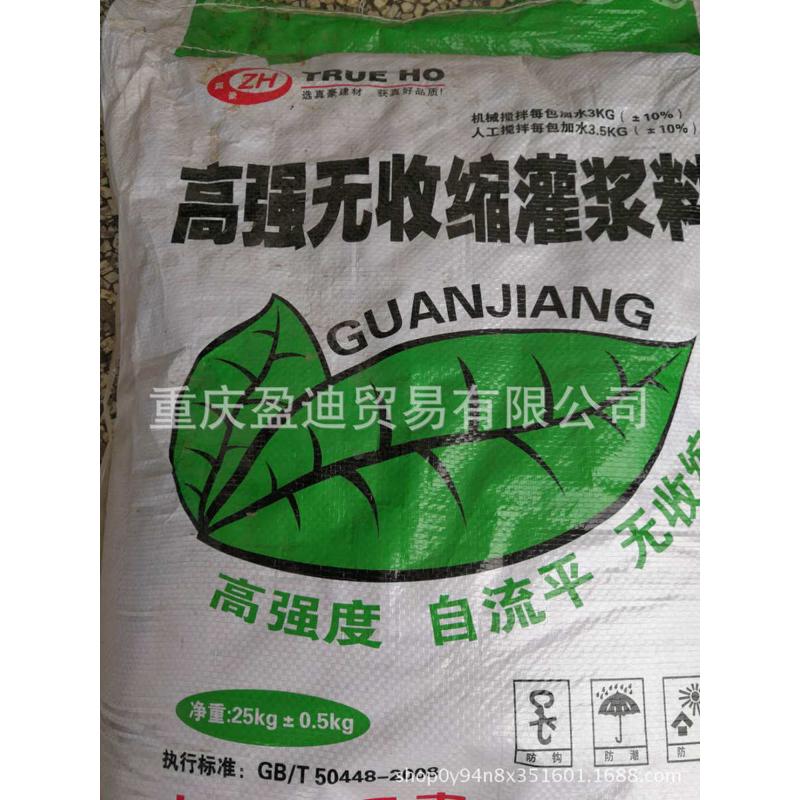 ZH
真豪
TRUE HO
选真豪建材 获真好品质!
机械搅拌每包加水3KG(±10%)
人工搅拌每包加水3.5KG(±10%)
高强无收缩灌浆料
GUANJIANG
重庆盈迪贸易有限公司
高强度 自流平 无收缩
净重:25kg±0.5kg
防钩
防潮
防
执行标准: GB/T 50448-2008
shop0y94n8x351601.1688.com